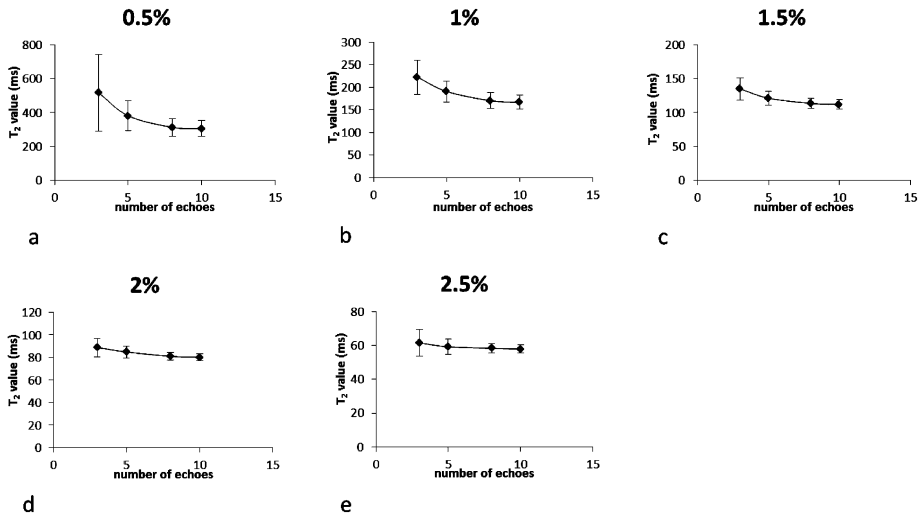 0.5%
800
600
400
200
0
T₂ value (ms)
0 5 10 15
number of echoes
a
1%
300
250
200
150
100
50
0
T₂ value (ms)
0 5 10 15
number of echoes
b
1.5%
200
150
100
50
0
T₂ value (ms)
0 5 10 15
number of echoes
c
2%
120
100
80
60
40
20
0
T₂ value (ms)
0 5 10 15
number of echoes
d
2.5%
80
60
40
20
0
T₂ value (ms)
0 5 10 15
number of echoes
e